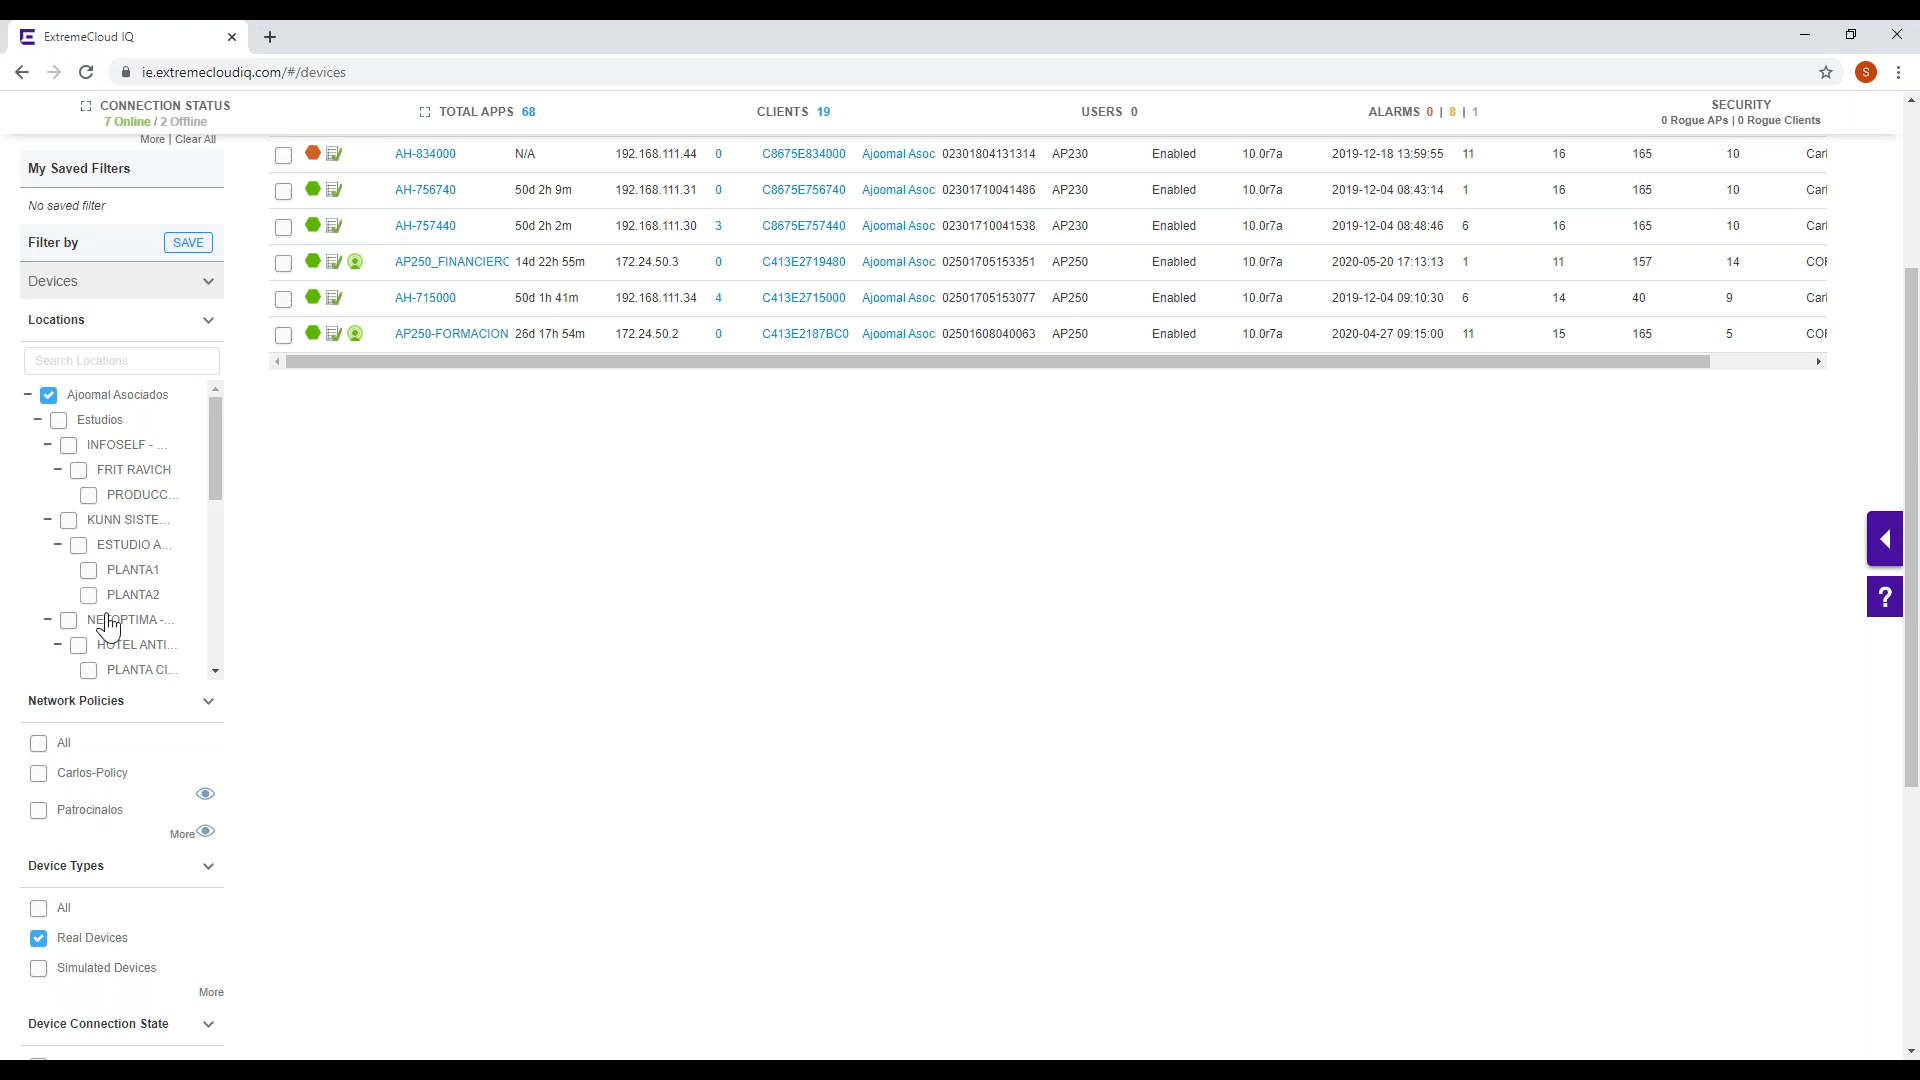 ExtremeCloud IQ
ie.extremecloudiq.com/#/devices
S
CONNECTION STATUS
7 Online / 2 Offline
TOTAL APPS 68
CLIENTS 19
USERS 0
ALARMS 0 | 8 | 1
SECURITY
0 Rogue APs | 0 Rogue Clients
More | Clear All
My Saved Filters
No saved filter
Filter by SAVE
Devices
Locations
Search Locations
Ajoomal Asociados
Estudios
INFOSELF - ...
FRIT RAVICH
PRODUCC...
KUNN SISTE...
ESTUDIO A...
PLANTA1
PLANTA2
NEOPTIMA -...
HOTEL ANTI...
PLANTA CI...
Network Policies
All
Carlos-Policy
Patrocinalos
More
Device Types
All
Real Devices
Simulated Devices
More
Device Connection State
AH-834000 N/A 192.168.111.44 0 C8675E834000 Ajoomal Asoc 02301804131314 AP230 Enabled 10.0r7a 2019-12-18 13:59:55 11 16 165 10 Carl
AH-756740 50d 2h 9m 192.168.111.31 0 C8675E756740 Ajoomal Asoc 02301710041486 AP230 Enabled 10.0r7a 2019-12-04 08:43:14 1 16 165 10 Carl
AH-757440 50d 2h 2m 192.168.111.30 3 C8675E757440 Ajoomal Asoc 02301710041538 AP230 Enabled 10.0r7a 2019-12-04 08:48:46 6 16 165 10 Carl
AP250_FINANCIERO 14d 22h 55m 172.24.50.3 0 C413E2719480 Ajoomal Asoc 02501705153351 AP250 Enabled 10.0r7a 2020-05-20 17:13:13 1 11 157 14 COF
AH-715000 50d 1h 41m 192.168.111.34 4 C413E2715000 Ajoomal Asoc 02501705153077 AP250 Enabled 10.0r7a 2019-12-04 09:10:30 6 14 40 9 Carl
AP250-FORMACION 26d 17h 54m 172.24.50.2 0 C413E2187BC0 Ajoomal Asoc 02501608040063 AP250 Enabled 10.0r7a 2020-04-27 09:15:00 11 15 165 5 COF
?